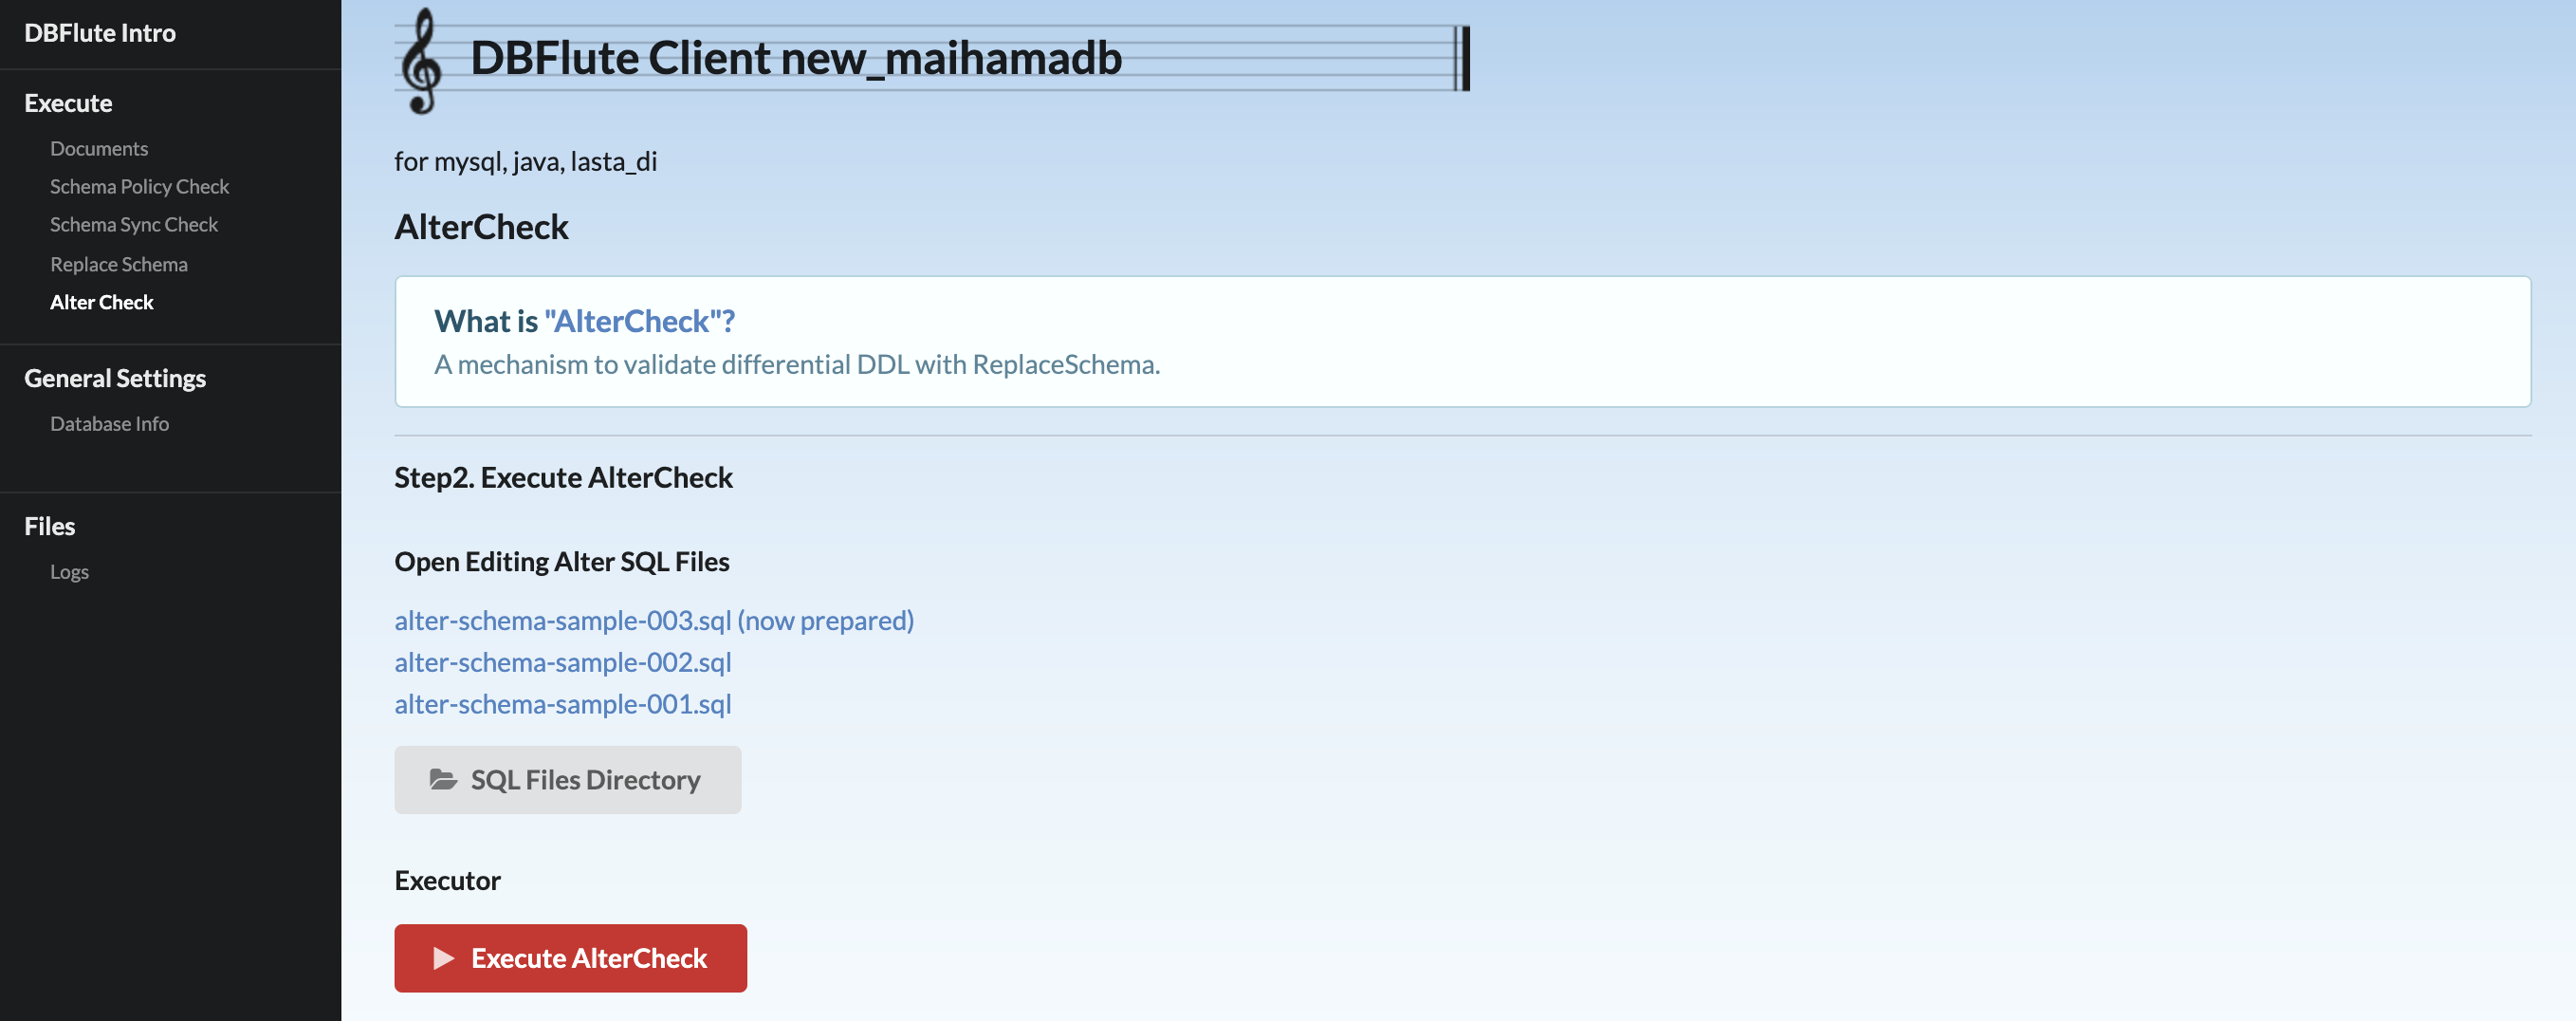 DBFlute Intro
Execute
Documents
Schema Policy Check
Schema Sync Check
Replace Schema
Alter Check
General Settings
Database Info
Files
Logs
DBFlute Client new_maihamadb
for mysql, java, lasta_di
AlterCheck
What is "AlterCheck"?
A mechanism to validate differential DDL with ReplaceSchema.
Step2. Execute AlterCheck
Open Editing Alter SQL Files
alter-schema-sample-003.sql (now prepared)
alter-schema-sample-002.sql
alter-schema-sample-001.sql
SQL Files Directory
Executor
Execute AlterCheck